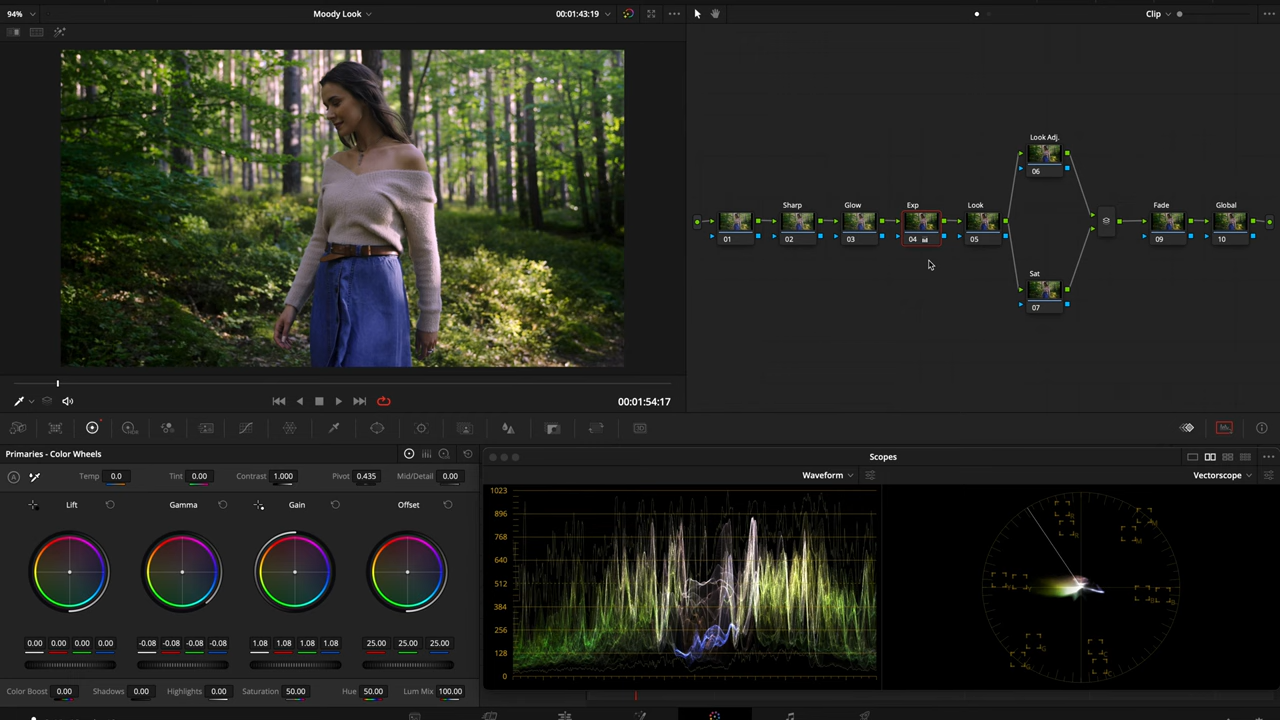 94%
Moody Look
00:01:43:19
Clip
Look Adj.
06
Sharp
Glow
Exp
Look
Fade
Global
01
02
03
04
05
09
10
Sat
07
00:01:54:17
Primaries - Color Wheels
Scopes
Temp 0.0
Tint 0.00
Contrast 1.000
Pivot 0.435
Mid/Detail 0.00
Waveform
Vectorscope
Lift
Gamma
Gain
Offset
1023
896
768
640
512
384
256
128
0
0.00 0.00 0.00 0.00
-0.08 -0.08 -0.08 -0.08
1.08 1.08 1.08 1.08
25.00 25.00 25.00
Color Boost 0.00
Shadows 0.00
Highlights 0.00
Saturation 50.00
Hue 50.00
Lum Mix 100.00